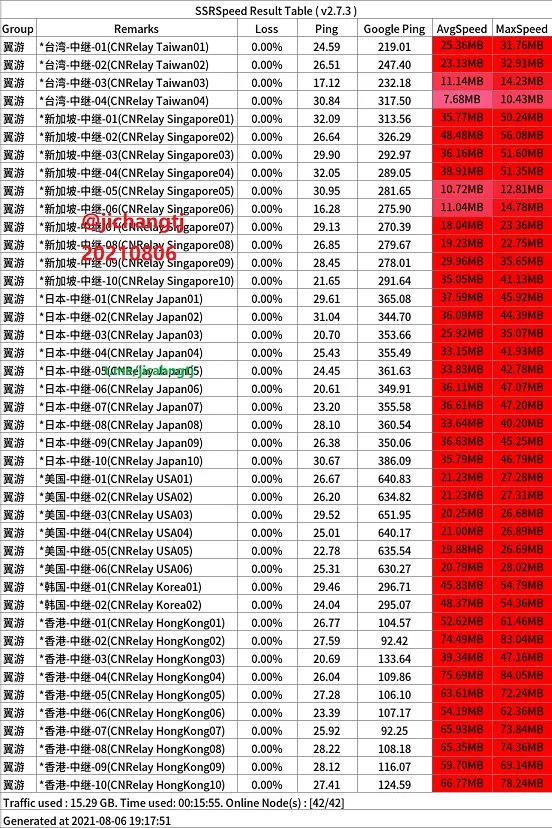 SSRSpeed Result Table ( v2.7.3 )
Group Remarks Loss Ping Google Ping AvgSpeed MaxSpeed
翼游 *台湾-中继-01(CNRelay Taiwan01) 0.00% 24.59 219.01 25.36MB 31.76MB
翼游 *台湾-中继-02(CNRelay Taiwan02) 0.00% 26.51 247.40 23.13MB 32.91MB
翼游 *台湾-中继-03(CNRelay Taiwan03) 0.00% 17.12 232.18 11.14MB 14.23MB
翼游 *台湾-中继-04(CNRelay Taiwan04) 0.00% 30.84 317.50 7.68MB 10.43MB
翼游 *新加坡-中继-01(CNRelay Singapore01) 0.00% 32.09 313.56 35.77MB 50.24MB
翼游 *新加坡-中继-02(CNRelay Singapore02) 0.00% 26.64 326.29 48.48MB 56.08MB
翼游 *新加坡-中继-03(CNRelay Singapore03) 0.00% 29.90 292.97 36.16MB 51.60MB
翼游 *新加坡-中继-04(CNRelay Singapore04) 0.00% 32.05 289.05 38.91MB 51.35MB
翼游 *新加坡-中继-05(CNRelay Singapore05) 0.00% 30.95 281.65 10.72MB 12.81MB
翼游 *新加坡-中继-06(CNRelay Singapore06) 0.00% 16.28 275.90 11.04MB 14.78MB
@jichangtj
翼游 *新加坡-中继-07(CNRelay Singapore07) 0.00% 29.13 270.39 18.04MB 23.36MB
翼游 *新加坡-中继-08(CNRelay Singapore08) 0.00% 26.85 279.67 19.23MB 22.75MB
20210806
翼游 *新加坡-中继-09(CNRelay Singapore09) 0.00% 28.45 278.01 29.96MB 35.65MB
翼游 *新加坡-中继-10(CNRelay Singapore10) 0.00% 21.65 291.64 35.05MB 41.13MB
翼游 *日本-中继-01(CNRelay Japan01) 0.00% 29.61 365.08 37.59MB 45.92MB
翼游 *日本-中继-02(CNRelay Japan02) 0.00% 31.04 344.70 36.09MB 44.39MB
翼游 *日本-中继-03(CNRelay Japan03) 0.00% 20.70 353.66 25.92MB 35.07MB
翼游 *日本-中继-04(CNRelay Japan04) 0.00% 25.43 355.49 33.15MB 41.93MB
翼游 *日本-中继-05(CNRelay Japan05) 0.00% 24.45 361.63 33.83MB 42.78MB
翼游 *日本-中继-06(CNRelay Japan06) 0.00% 20.61 349.91 36.11MB 47.07MB
翼游 *日本-中继-07(CNRelay Japan07) 0.00% 23.20 355.58 36.61MB 47.20MB
翼游 *日本-中继-08(CNRelay Japan08) 0.00% 28.10 360.54 33.64MB 40.20MB
翼游 *日本-中继-09(CNRelay Japan09) 0.00% 26.38 350.06 36.63MB 45.25MB
翼游 *日本-中继-10(CNRelay Japan10) 0.00% 30.67 386.09 35.79MB 46.79MB
翼游 *美国-中继-01(CNRelay USA01) 0.00% 26.67 640.83 21.23MB 27.28MB
翼游 *美国-中继-02(CNRelay USA02) 0.00% 26.20 634.82 21.23MB 27.31MB
翼游 *美国-中继-03(CNRelay USA03) 0.00% 29.52 651.95 20.25MB 26.68MB
翼游 *美国-中继-04(CNRelay USA04) 0.00% 25.01 640.17 21.00MB 26.89MB
翼游 *美国-中继-05(CNRelay USA05) 0.00% 22.78 635.54 19.88MB 26.69MB
翼游 *美国-中继-06(CNRelay USA06) 0.00% 25.31 630.27 20.79MB 28.02MB
翼游 *韩国-中继-01(CNRelay Korea01) 0.00% 29.46 296.71 45.83MB 54.79MB
翼游 *韩国-中继-02(CNRelay Korea02) 0.00% 24.04 295.07 48.37MB 54.36MB
翼游 *香港-中继-01(CNRelay HongKong01) 0.00% 26.77 104.57 52.62MB 61.46MB
翼游 *香港-中继-02(CNRelay HongKong02) 0.00% 27.59 92.42 74.49MB 83.04MB
翼游 *香港-中继-03(CNRelay HongKong03) 0.00% 20.69 133.64 39.34MB 47.16MB
翼游 *香港-中继-04(CNRelay HongKong04) 0.00% 26.04 109.86 75.69MB 84.05MB
翼游 *香港-中继-05(CNRelay HongKong05) 0.00% 27.28 106.10 63.61MB 72.24MB
翼游 *香港-中继-06(CNRelay HongKong06) 0.00% 23.39 107.17 54.19MB 62.36MB
翼游 *香港-中继-07(CNRelay HongKong07) 0.00% 25.92 92.25 65.93MB 73.84MB
翼游 *香港-中继-08(CNRelay HongKong08) 0.00% 28.22 108.18 65.35MB 74.36MB
翼游 *香港-中继-09(CNRelay HongKong09) 0.00% 28.12 116.07 59.70MB 69.14MB
翼游 *香港-中继-10(CNRelay HongKong10) 0.00% 27.41 124.59 66.77MB 78.24MB
Traffic used : 15.29 GB. Time used: 00:15:55. Online Node(s) : [42/42]
Generated at 2021-08-06 19:17:51